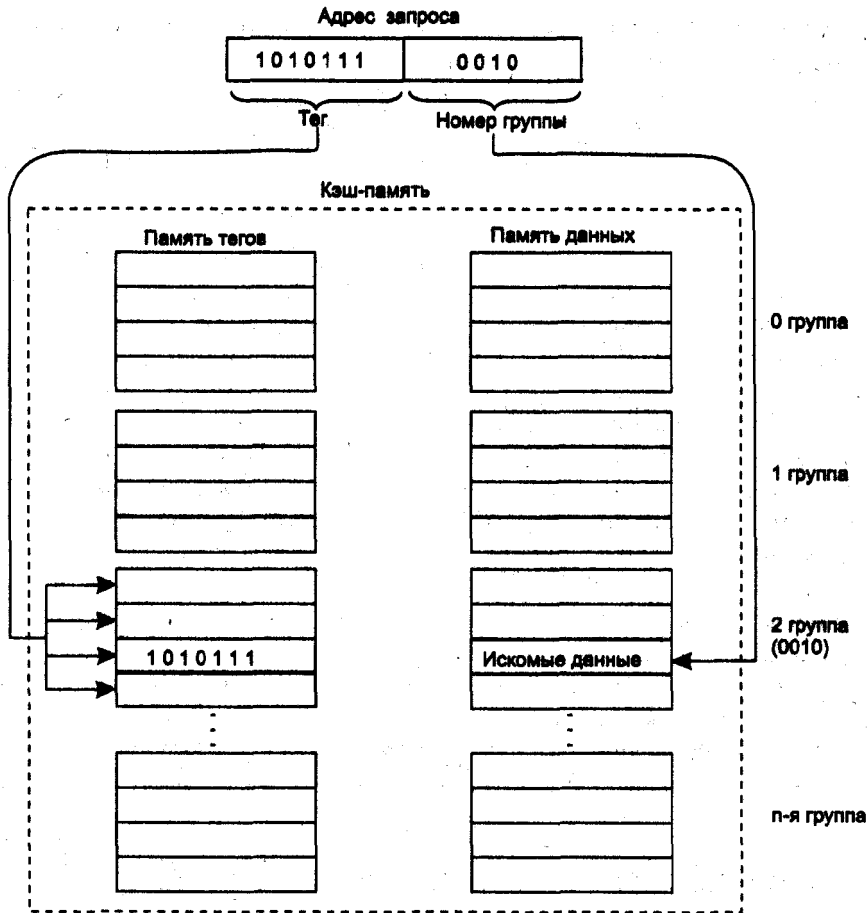 Адрес запроса
1010111 0010
Тег Номер группы
Кэш-память
Память тегов Память данных
0 группа
1 группа
2 группа
(0010)
1010111 Искомые данные
n-я группа